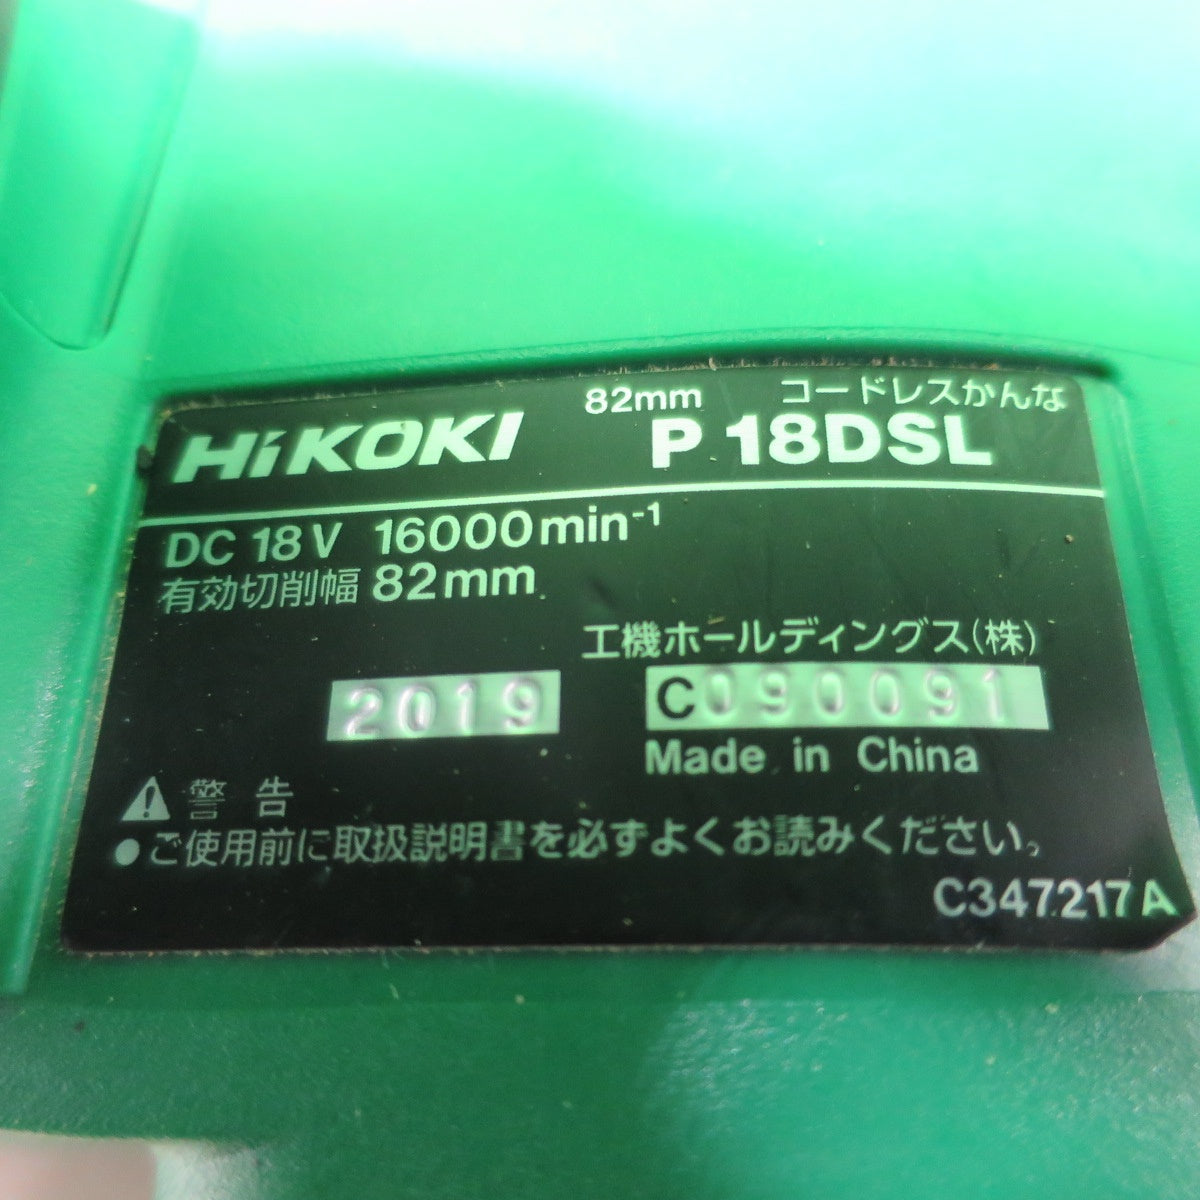 82mm コードレスかんな
HiKOKI P 18DSL
DC 18V 16000min⁻¹
有効切削幅 82mm
工機ホールディングス(株)
2019 C090091
Made in China
⚠ 警告
●ご使用前に取扱説明書を必ずよくお読みください。
C347217A